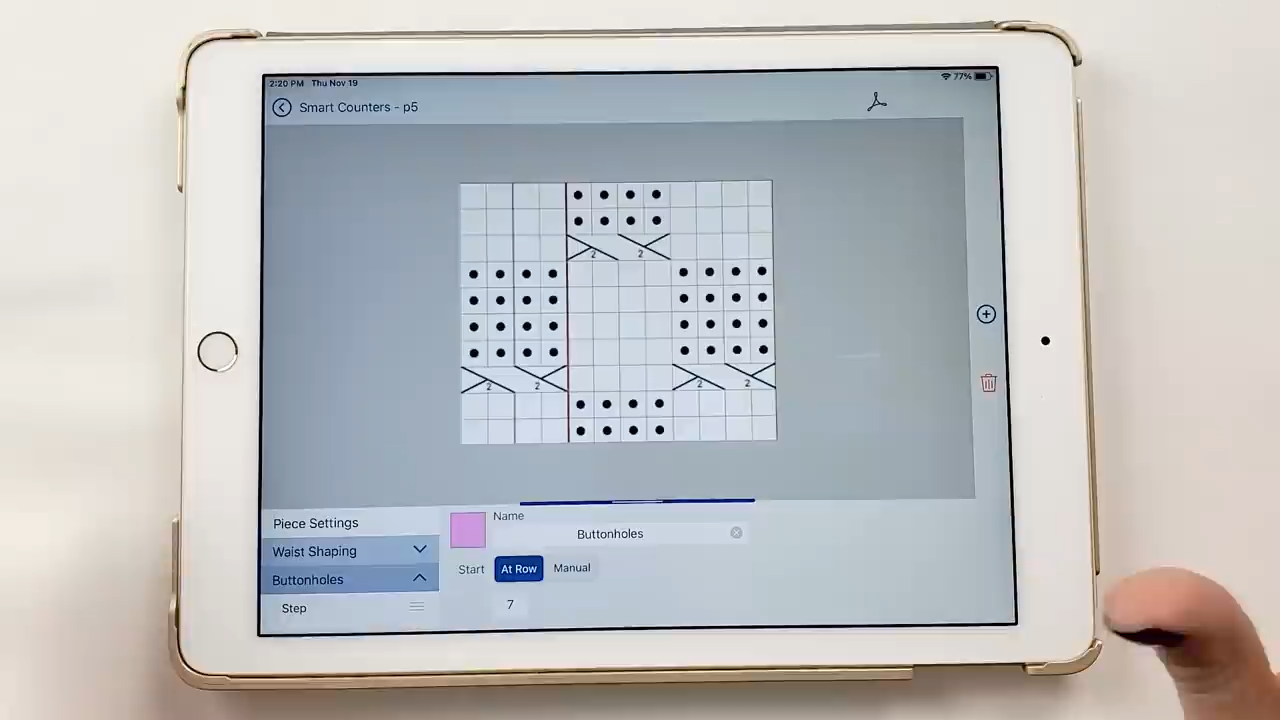 2:20 PM Thu Nov 19
77%
Smart Counters - p5
2 2
2 2
2 2
Piece Settings
Name
Waist Shaping
Buttonholes
Buttonholes
Start At Row Manual
Step
7